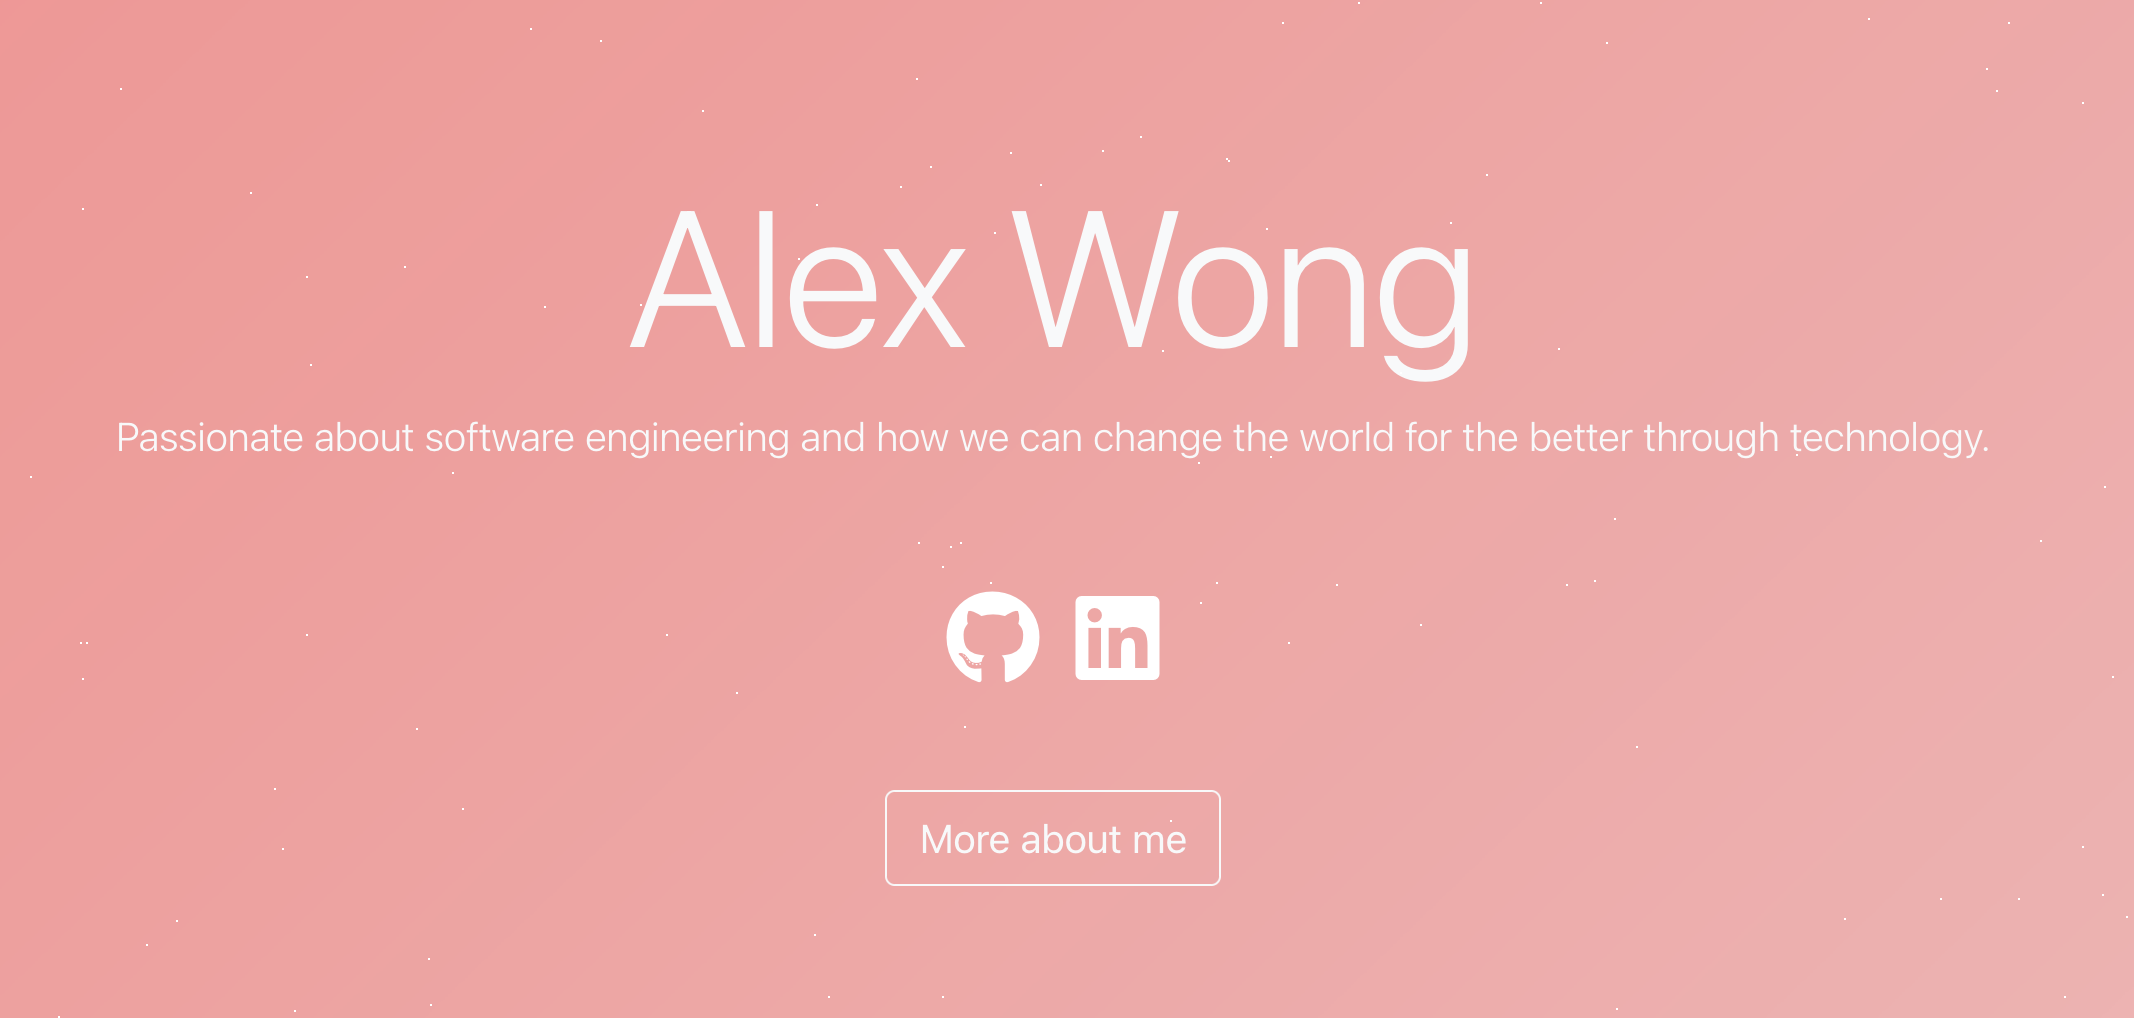 Alex Wong
Passionate about software engineering and how we can change the world for the better through technology.
in
More about me